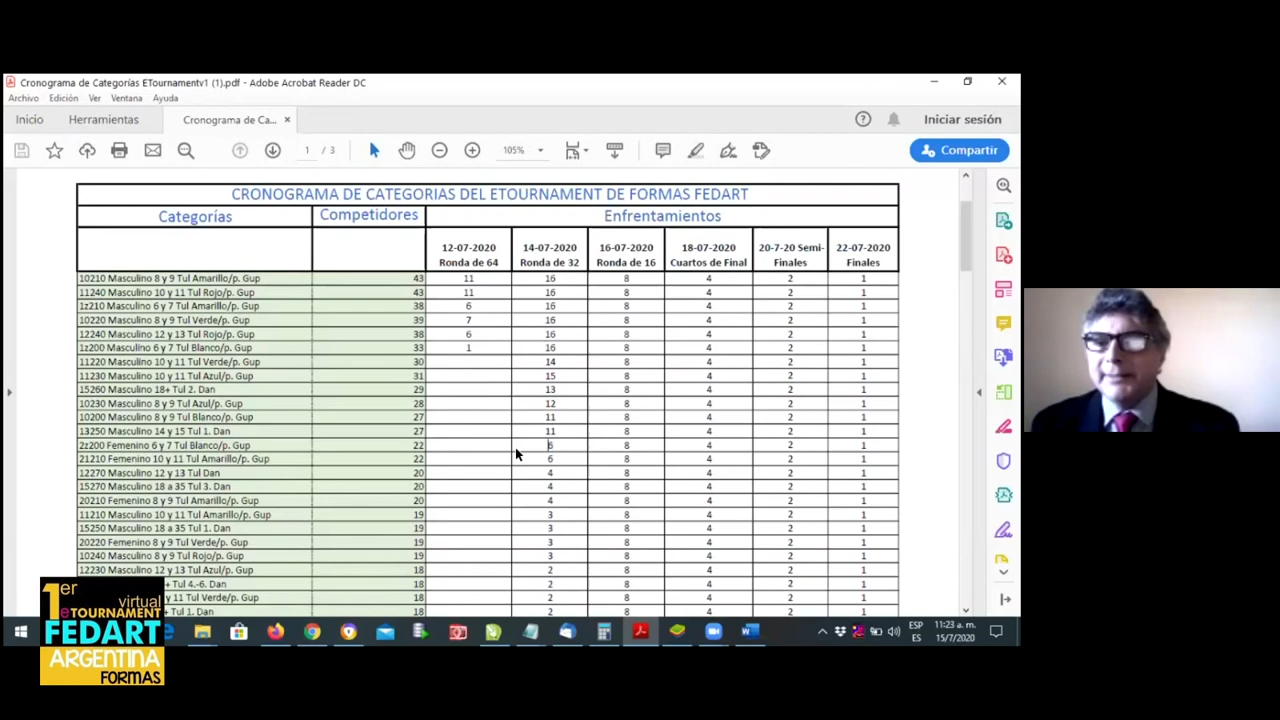 Cronograma de Categorías ETournamentv1 (1).pdf - Adobe Acrobat Reader DC
Archivo Edición Ver Ventana Ayuda
Inicio Herramientas Cronograma de Ca... × Iniciar sesión
1 / 3 105% Compartir
CRONOGRAMA DE CATEGORIAS DEL ETOURNAMENT DE FORMAS FEDART
Categorías Competidores Enfrentamientos
12-07-2020 14-07-2020 16-07-2020 18-07-2020 20-7-20 Semi- 22-07-2020
Ronda de 64 Ronda de 32 Ronda de 16 Cuartos de Final Finales Finales
10210 Masculino 8 y 9 Tul Amarillo/p. Gup 43 11 16 8 4 2 1
11240 Masculino 10 y 11 Tul Rojo/p. Gup 43 11 16 8 4 2 1
1z210 Masculino 6 y 7 Tul Amarillo/p. Gup 38 6 16 8 4 2 1
10220 Masculino 8 y 9 Tul Verde/p. Gup 39 7 16 8 4 2 1
12240 Masculino 12 y 13 Tul Rojo/p. Gup 38 6 16 8 4 2 1
1z200 Masculino 6 y 7 Tul Blanco/p. Gup 33 1 16 8 4 2 1
11220 Masculino 10 y 11 Tul Verde/p. Gup 30 14 8 4 2 1
11230 Masculino 10 y 11 Tul Azul/p. Gup 31 15 8 4 2 1
15260 Masculino 18+ Tul 2. Dan 29 13 8 4 2 1
10230 Masculino 8 y 9 Tul Azul/p. Gup 28 12 8 4 2 1
10200 Masculino 8 y 9 Tul Blanco/p. Gup 27 11 8 4 2 1
13250 Masculino 14 y 15 Tul 1. Dan 27 11 8 4 2 1
2z200 Femenino 6 y 7 Tul Blanco/p. Gup 22 6 8 4 2 1
21210 Femenino 10 y 11 Tul Amarillo/p. Gup 22 6 8 4 2 1
12270 Masculino 12 y 13 Tul Dan 20 4 8 4 2 1
15270 Masculino 18 a 35 Tul 3. Dan 20 4 8 4 2 1
20210 Femenino 8 y 9 Tul Amarillo/p. Gup 20 4 8 4 2 1
11210 Masculino 10 y 11 Tul Amarillo/p. Gup 19 3 8 4 2 1
15250 Masculino 18 a 35 Tul 1. Dan 19 3 8 4 2 1
20220 Femenino 8 y 9 Tul Verde/p. Gup 19 3 8 4 2 1
10240 Masculino 8 y 9 Tul Rojo/p. Gup 19 3 8 4 2 1
12230 Masculino 12 y 13 Tul Azul/p. Gup 18 2 8 4 2 1
+ Tul 4.-6. Dan 18 2 8 4 2 1
y 11 Tul Verde/p. Gup 18 2 8 4 2 1
+ Tul 1. Dan 18 2 8 4 2 1
1er
virtual
eTOURNAMENT
FEDART
ARGENTINA
FORMAS
ESP 11:23 a. m.
ES 15/7/2020